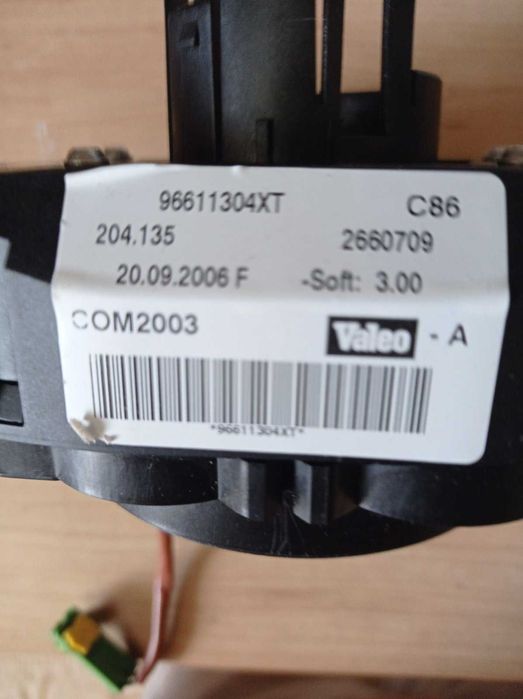 96611304XT C86
204.135 2660709
20.09.2006 F -Soft: 3.00
COM2003 Valeo - A
*96611304XT*